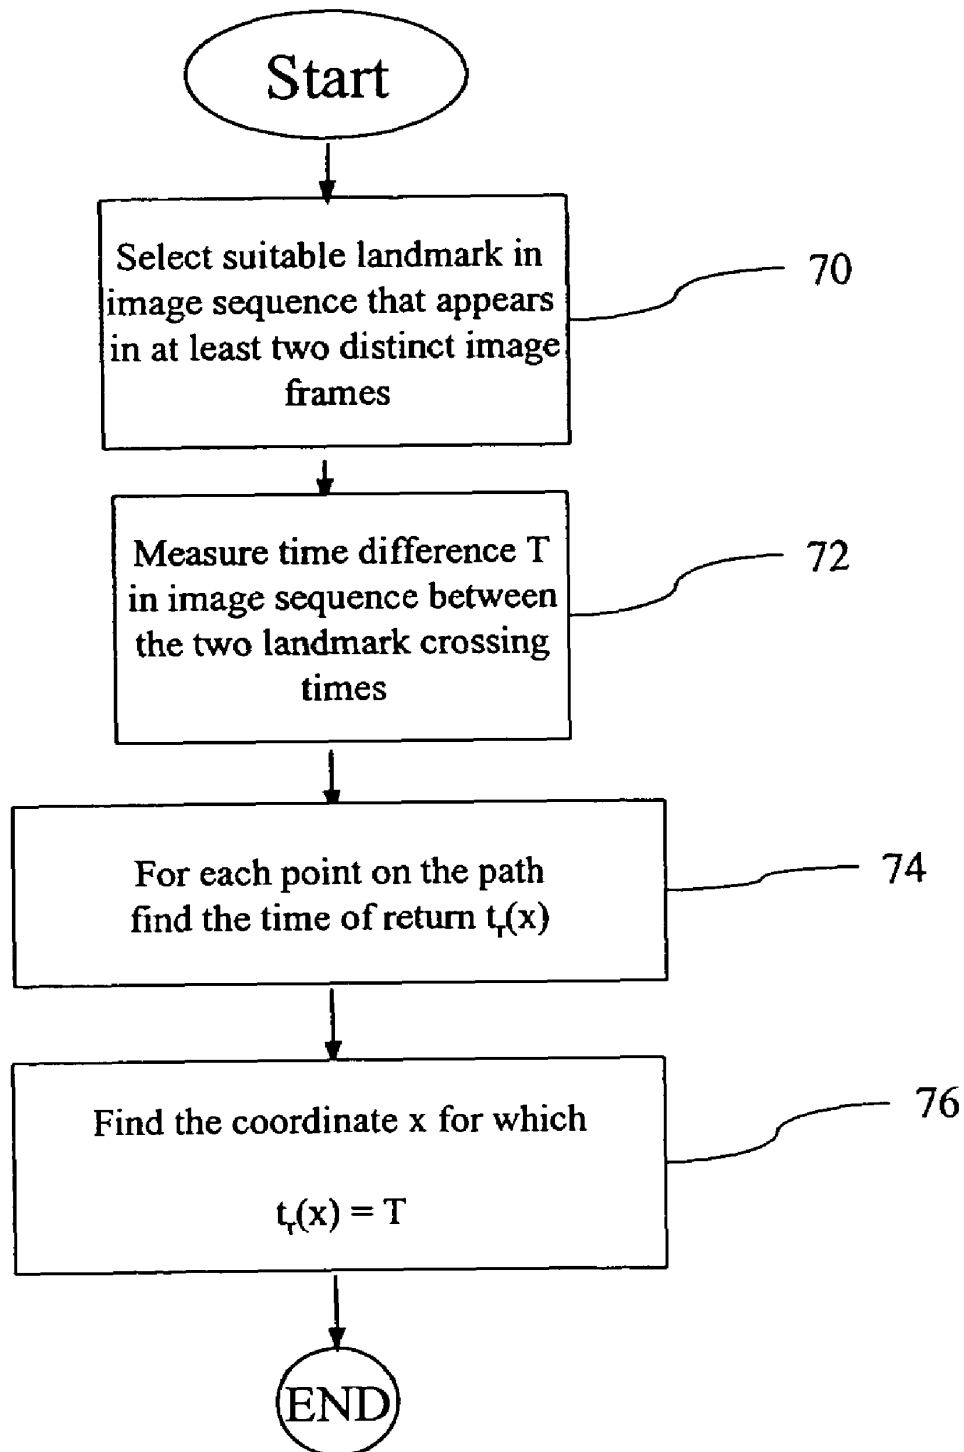 Start
Select suitable landmark in
image sequence that appears
in at least two distinct image
frames
70
Measure time difference T
in image sequence between
the two landmark crossing
times
72
For each point on the path
find the time of return tᵣ(x)
74
Find the coordinate x for which
tᵣ(x) = T
76
END